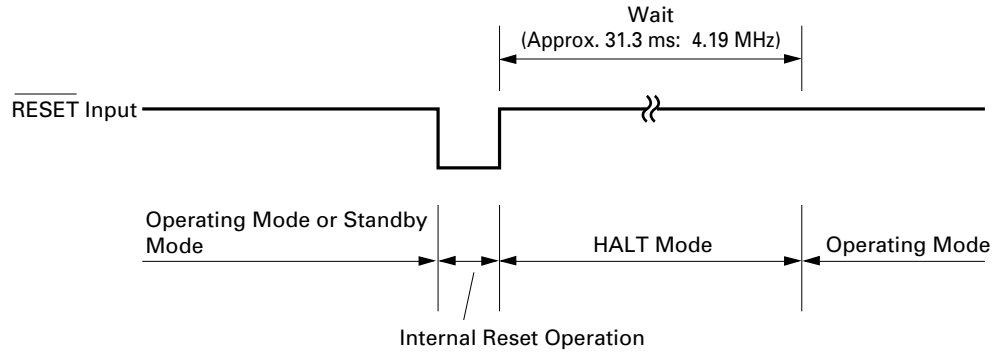 Wait
(Approx. 31.3 ms: 4.19 MHz)
RESET Input
Operating Mode or Standby
Mode
HALT Mode
Operating Mode
Internal Reset Operation